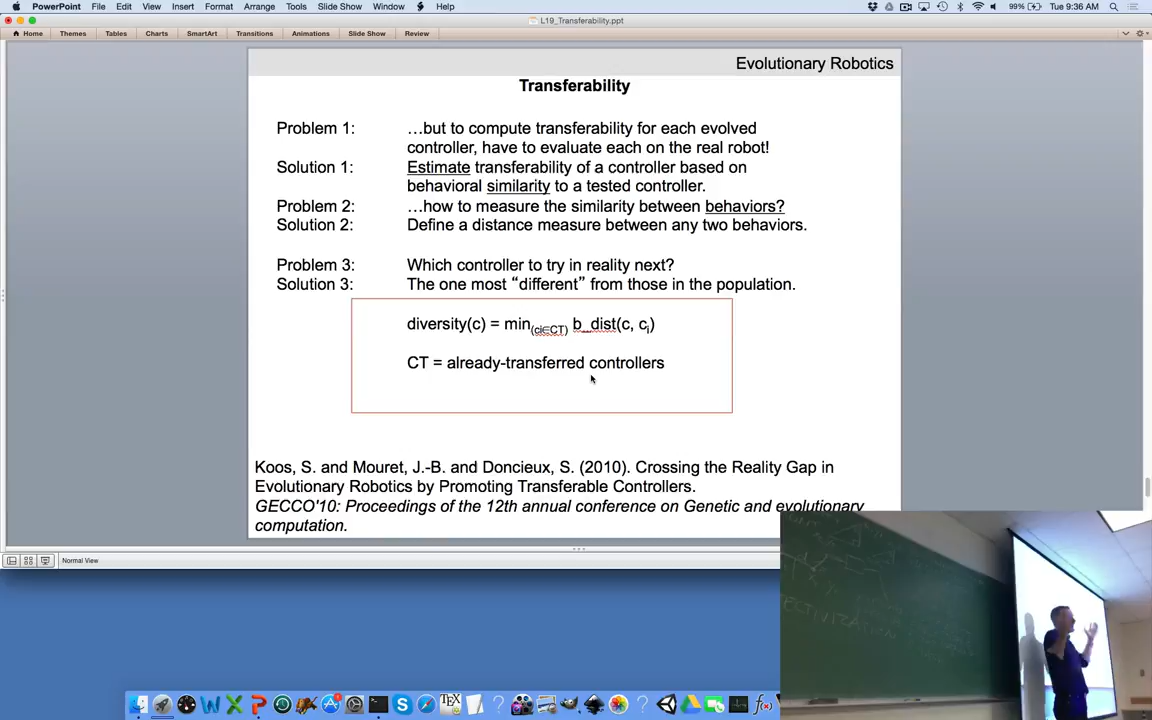 PowerPoint File Edit View Insert Format Arrange Tools Slide Show Window Help 99% Tue 9:36 AM
L19_Transferability.ppt
Home Themes Tables Charts SmartArt Transitions Animations Slide Show Review
Evolutionary Robotics
Transferability
Problem 1: …but to compute transferability for each evolved
controller, have to evaluate each on the real robot!
Solution 1: Estimate transferability of a controller based on
behavioral similarity to a tested controller.
Problem 2: …how to measure the similarity between behaviors?
Solution 2: Define a distance measure between any two behaviors.
Problem 3: Which controller to try in reality next?
Solution 3: The one most “different” from those in the population.
diversity(c) = min(ci∈CT) b_dist(c, ci)
CT = already-transferred controllers
Koos, S. and Mouret, J.-B. and Doncieux, S. (2010). Crossing the Reality Gap in
Evolutionary Robotics by Promoting Transferable Controllers.
GECCO'10: Proceedings of the 12th annual conference on Genetic and evolutionary
computation.
Normal View